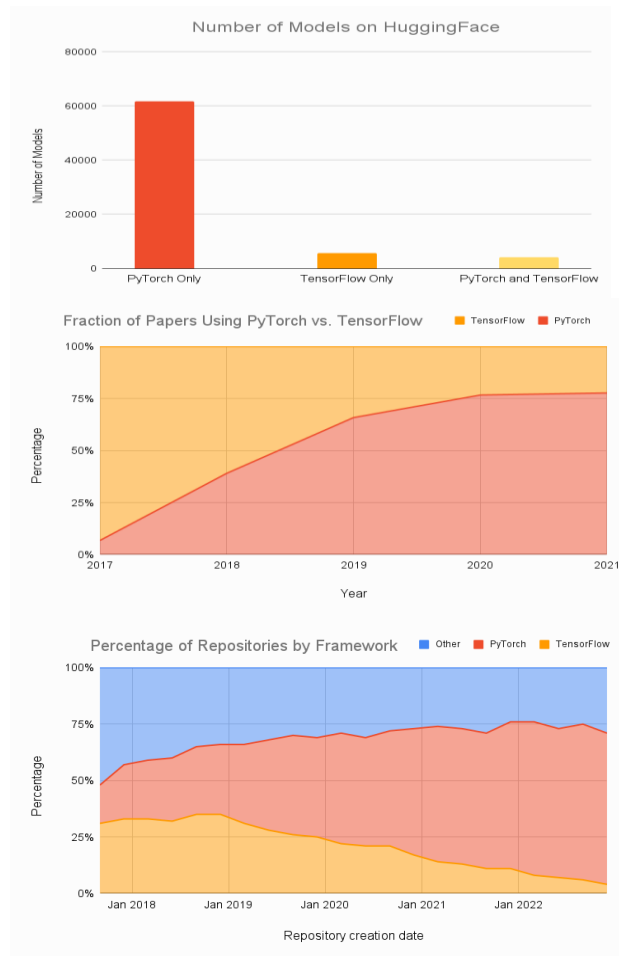 Number of Models on HuggingFace
Number of Models
80000
60000
40000
20000
0
PyTorch Only TensorFlow Only PyTorch and TensorFlow
Fraction of Papers Using PyTorch vs. TensorFlow TensorFlow PyTorch
Percentage
100%
75%
50%
25%
0%
2017 2018 2019 2020 2021
Year
Percentage of Repositories by Framework Other PyTorch TensorFlow
Percentage
100%
75%
50%
25%
0%
Jan 2018 Jan 2019 Jan 2020 Jan 2021 Jan 2022
Repository creation date